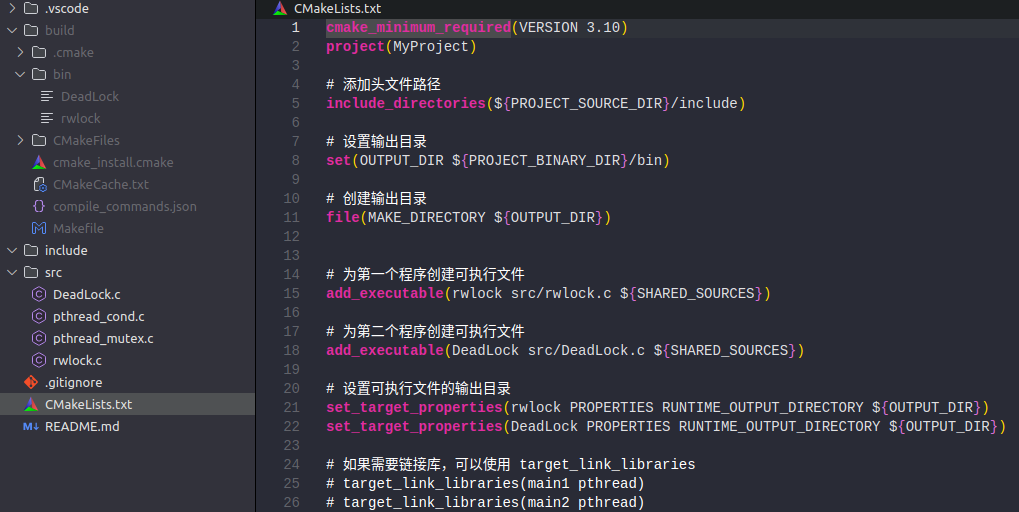 .vscode
build
.cmake
bin
DeadLock
rwlock
CMakeFiles
cmake_install.cmake
CMakeCache.txt
compile_commands.json
Makefile
include
src
DeadLock.c
pthread_cond.c
pthread_mutex.c
rwlock.c
.gitignore
CMakeLists.txt
README.md
CMakeLists.txt
1 cmake_minimum_required(VERSION 3.10)
2 project(MyProject)
3
4 # 添加头文件路径
5 include_directories(${PROJECT_SOURCE_DIR}/include)
6
7 # 设置输出目录
8 set(OUTPUT_DIR ${PROJECT_BINARY_DIR}/bin)
9
10 # 创建输出目录
11 file(MAKE_DIRECTORY ${OUTPUT_DIR})
12
13
14 # 为第一个程序创建可执行文件
15 add_executable(rwlock src/rwlock.c ${SHARED_SOURCES})
16
17 # 为第二个程序创建可执行文件
18 add_executable(DeadLock src/DeadLock.c ${SHARED_SOURCES})
19
20 # 设置可执行文件的输出目录
21 set_target_properties(rwlock PROPERTIES RUNTIME_OUTPUT_DIRECTORY ${OUTPUT_DIR})
22 set_target_properties(DeadLock PROPERTIES RUNTIME_OUTPUT_DIRECTORY ${OUTPUT_DIR})
23
24 # 如果需要链接库，可以使用 target_link_libraries
25 # target_link_libraries(main1 pthread)
26 # target_link_libraries(main2 pthread)